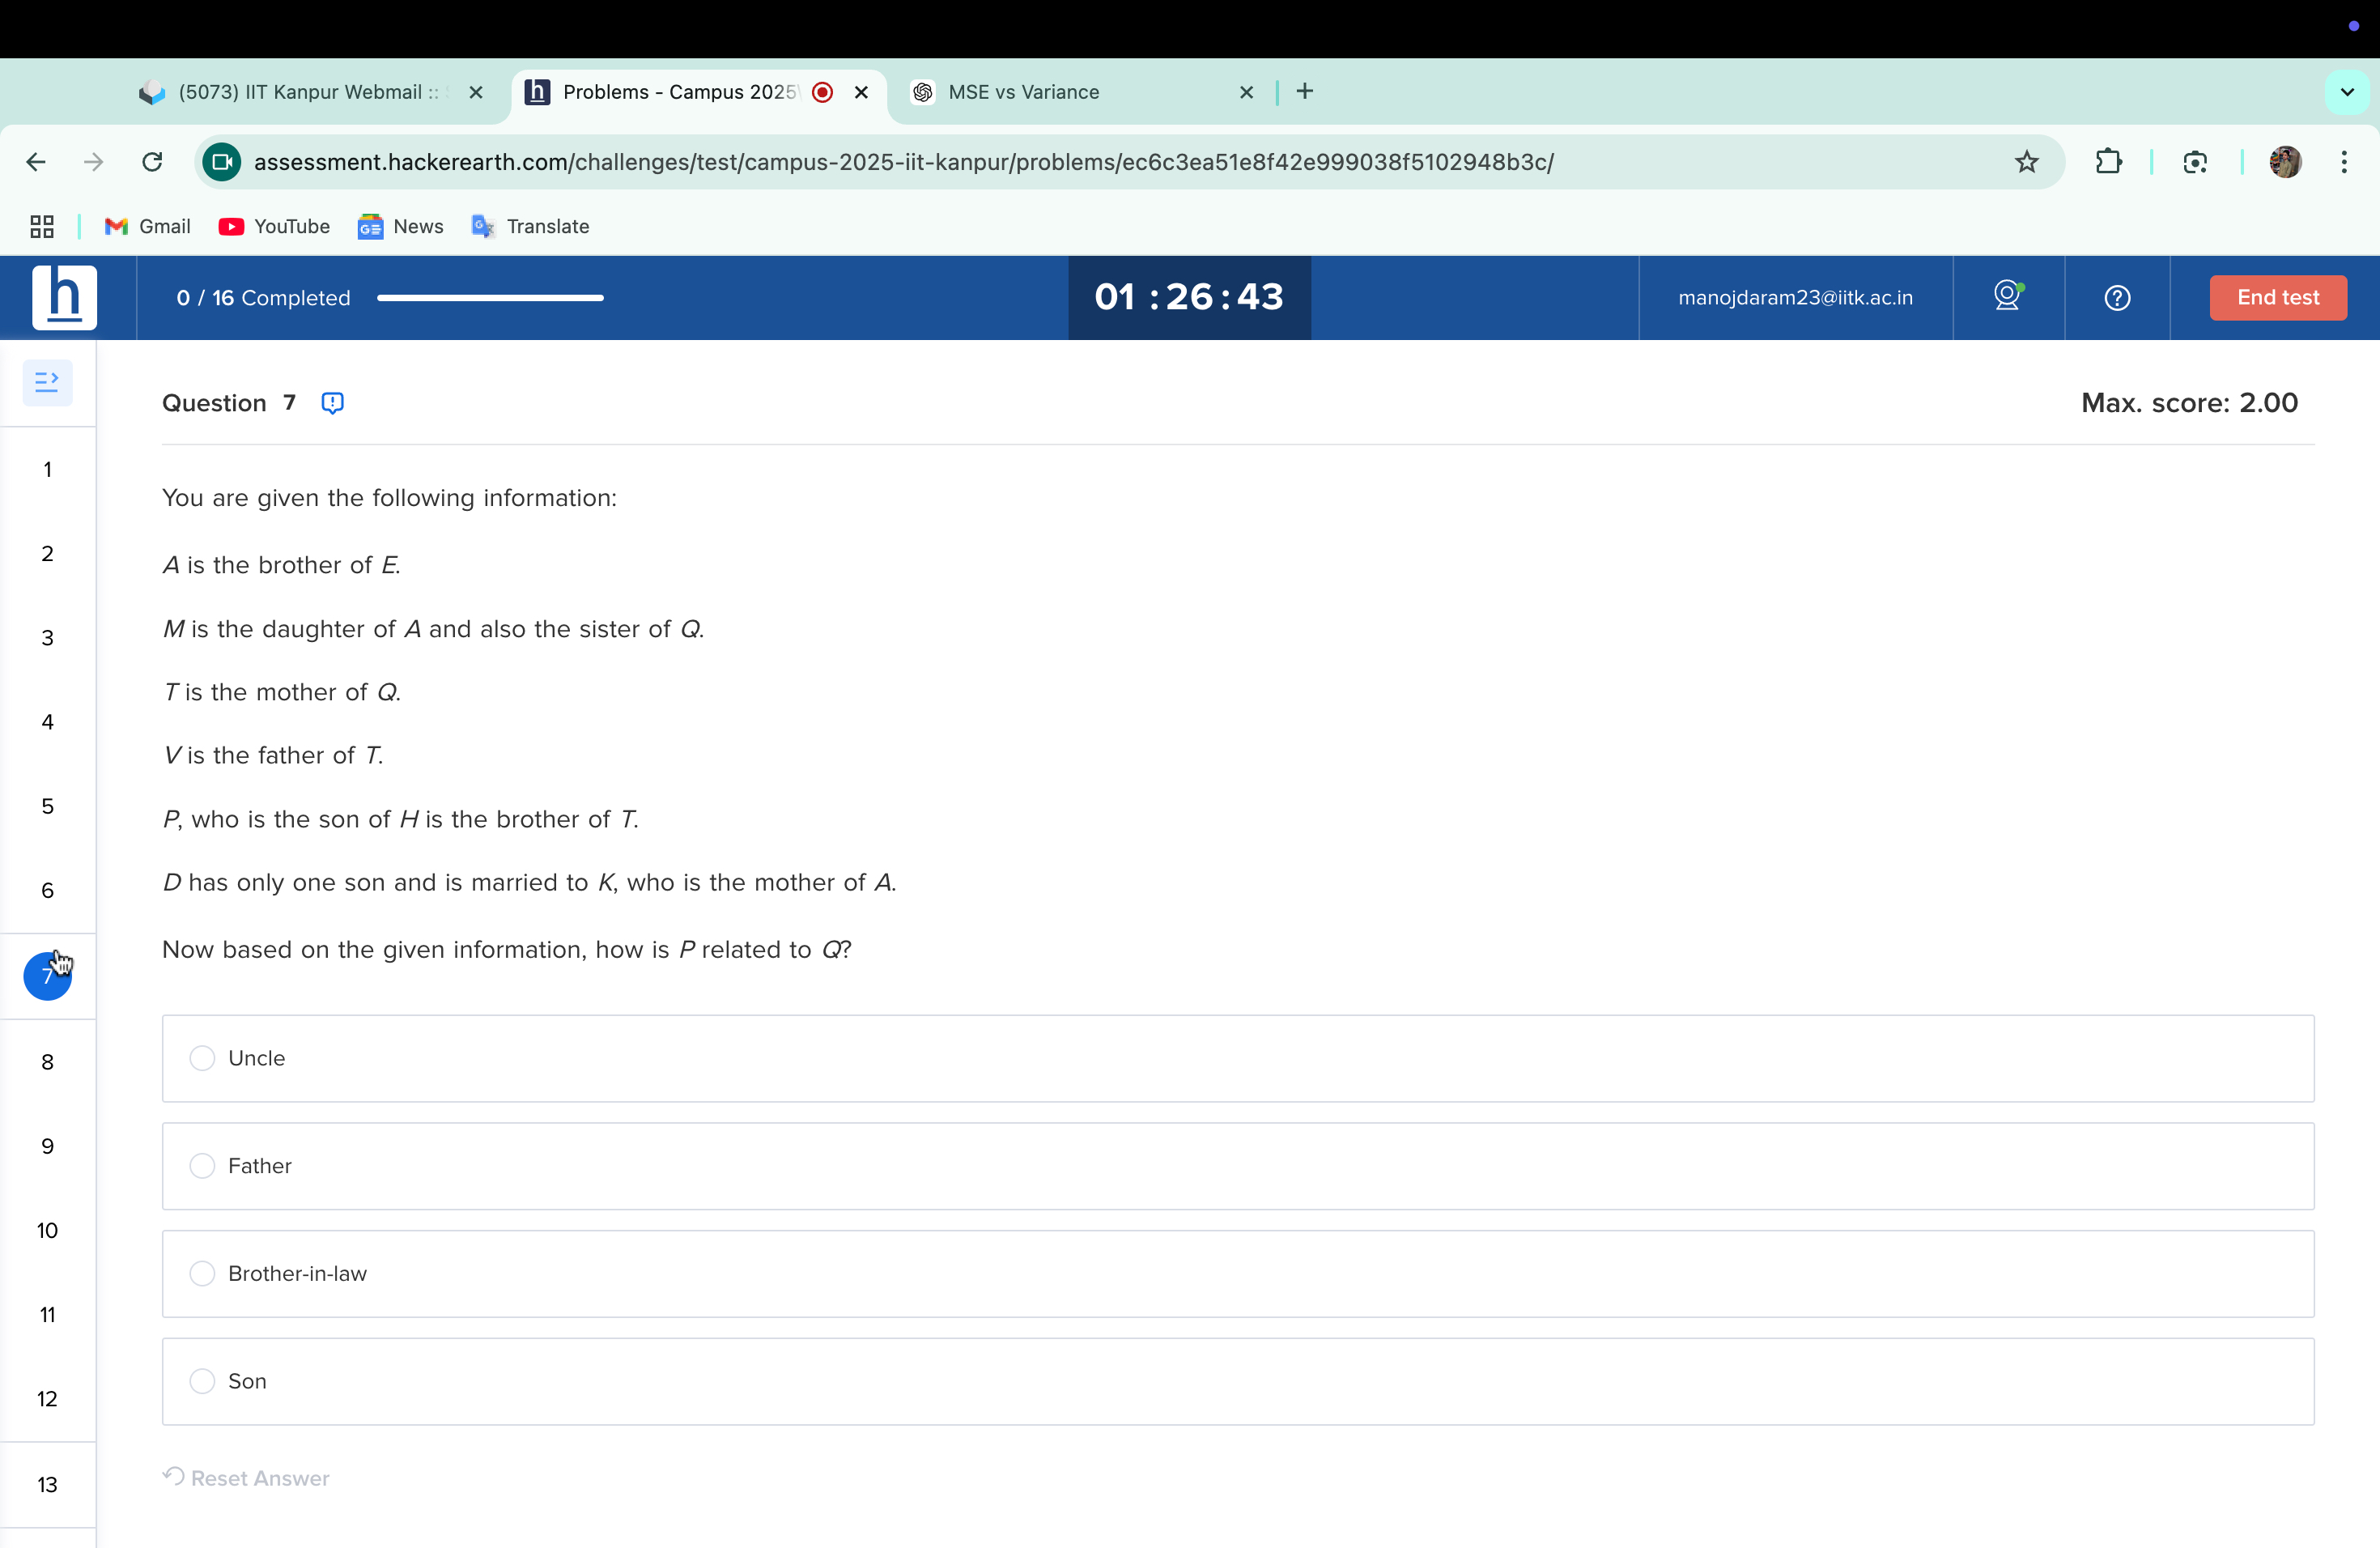 (5073) IIT Kanpur Webmail ::
Problems - Campus 2025
MSE vs Variance
assessment.hackerearth.com/challenges/test/campus-2025-iit-kanpur/problems/ec6c3ea51e8f42e999038f5102948b3c/
Gmail
YouTube
News
Translate
h
0 / 16 Completed
01 : 26 : 43
manojdaram23@iitk.ac.in
End test
Question 7
Max. score: 2.00
You are given the following information:
A is the brother of E.
M is the daughter of A and also the sister of Q.
T is the mother of Q.
V is the father of T.
P, who is the son of H is the brother of T.
D has only one son and is married to K, who is the mother of A.
Now based on the given information, how is P related to Q?
Uncle
Father
Brother-in-law
Son
Reset Answer
1
2
3
4
5
6
7
8
9
10
11
12
13